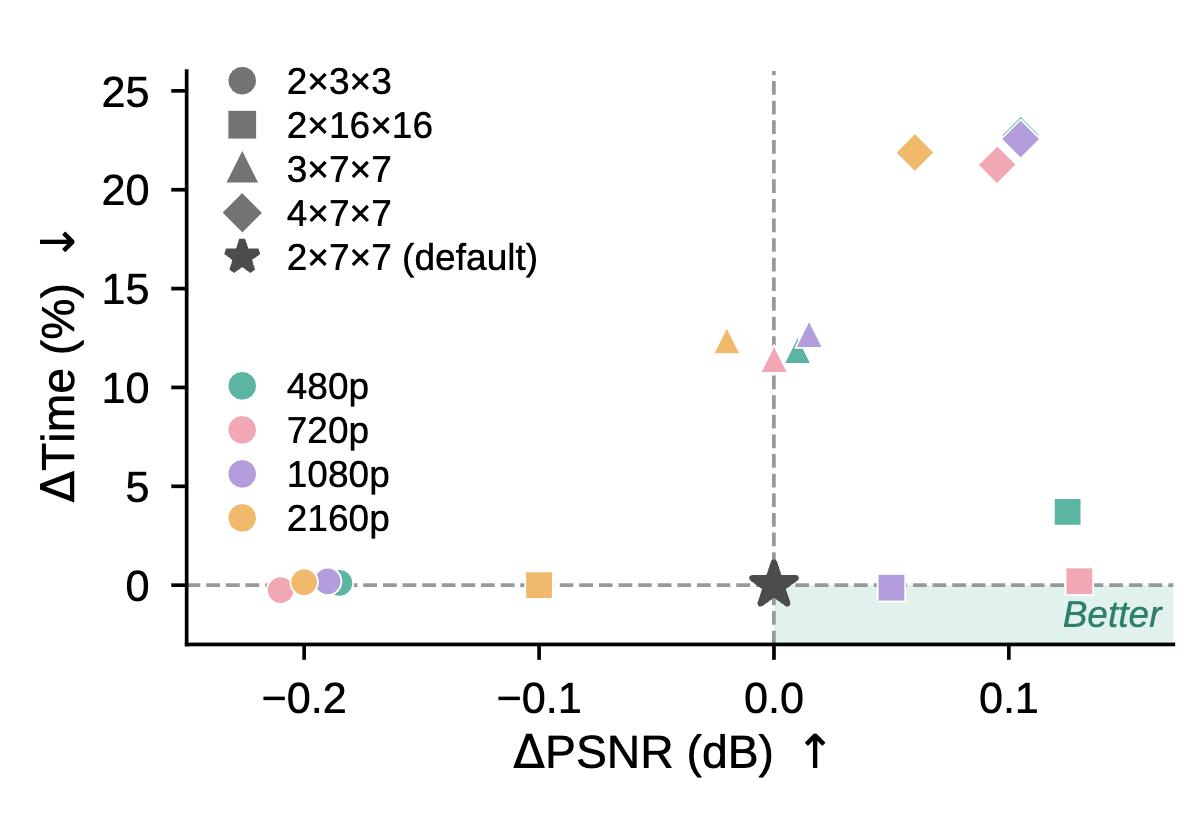 2×3×3
2×16×16
3×7×7
4×7×7
2×7×7 (default)
480p
720p
1080p
2160p
25
20
15
10
5
0
ΔTime (%) ↓
Better
−0.2
−0.1
0.0
0.1
ΔPSNR (dB) ↑